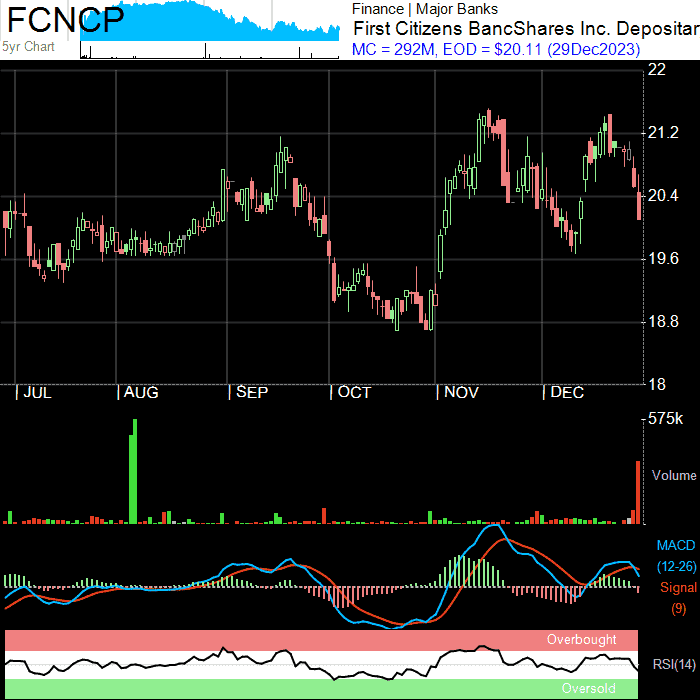 FCNCP
5yr Chart
Finance | Major Banks
First Citizens BancShares Inc. Depositar
MC = 292M, EOD = $20.11 (29Dec2023)
22
21.2
20.4
19.6
18.8
18
JUL
AUG
SEP
OCT
NOV
DEC
575k
Volume
MACD
(12-26)
Signal
(9)
Overbought
RSI(14)
Oversold